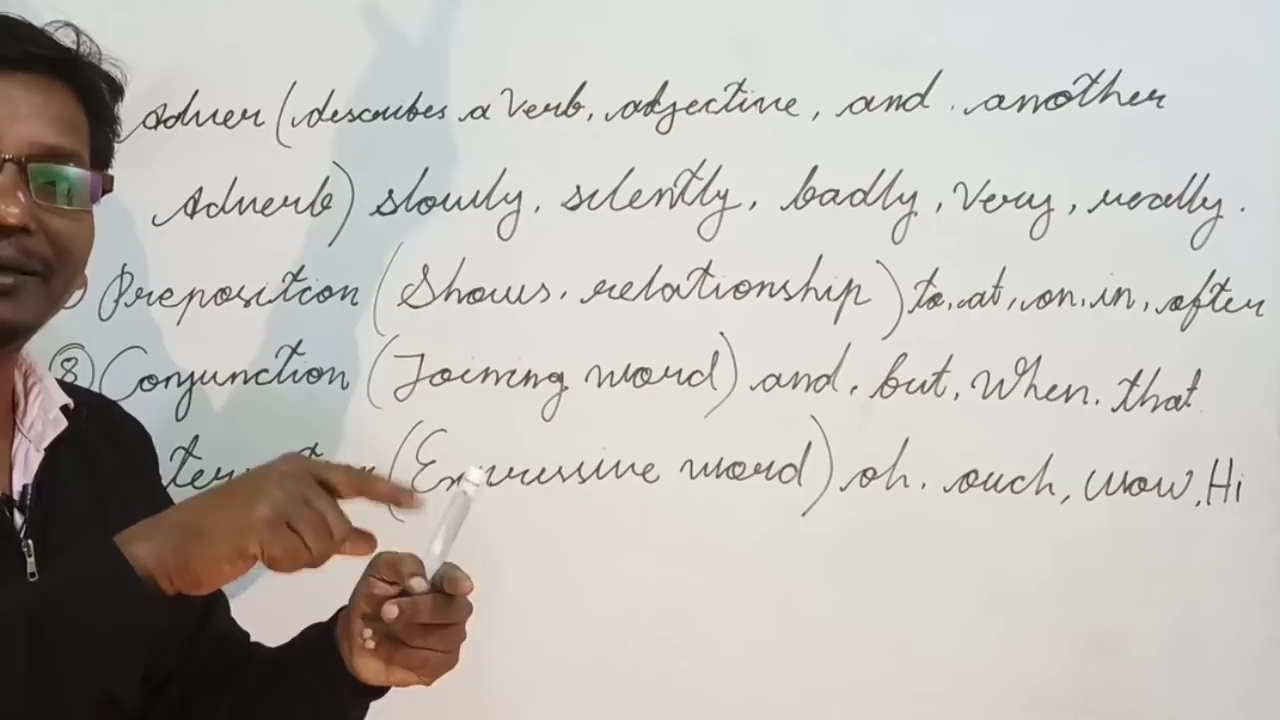 Adver (describes a Verb, adjective, and another
Adverb) slowly, silently, badly, Very, really.
Preposition (Shows relationship) to, at, on, in, after
⑧ Conjunction (Joining word) and, but, When, that
(Expressive word) oh, ouch, wow, Hi